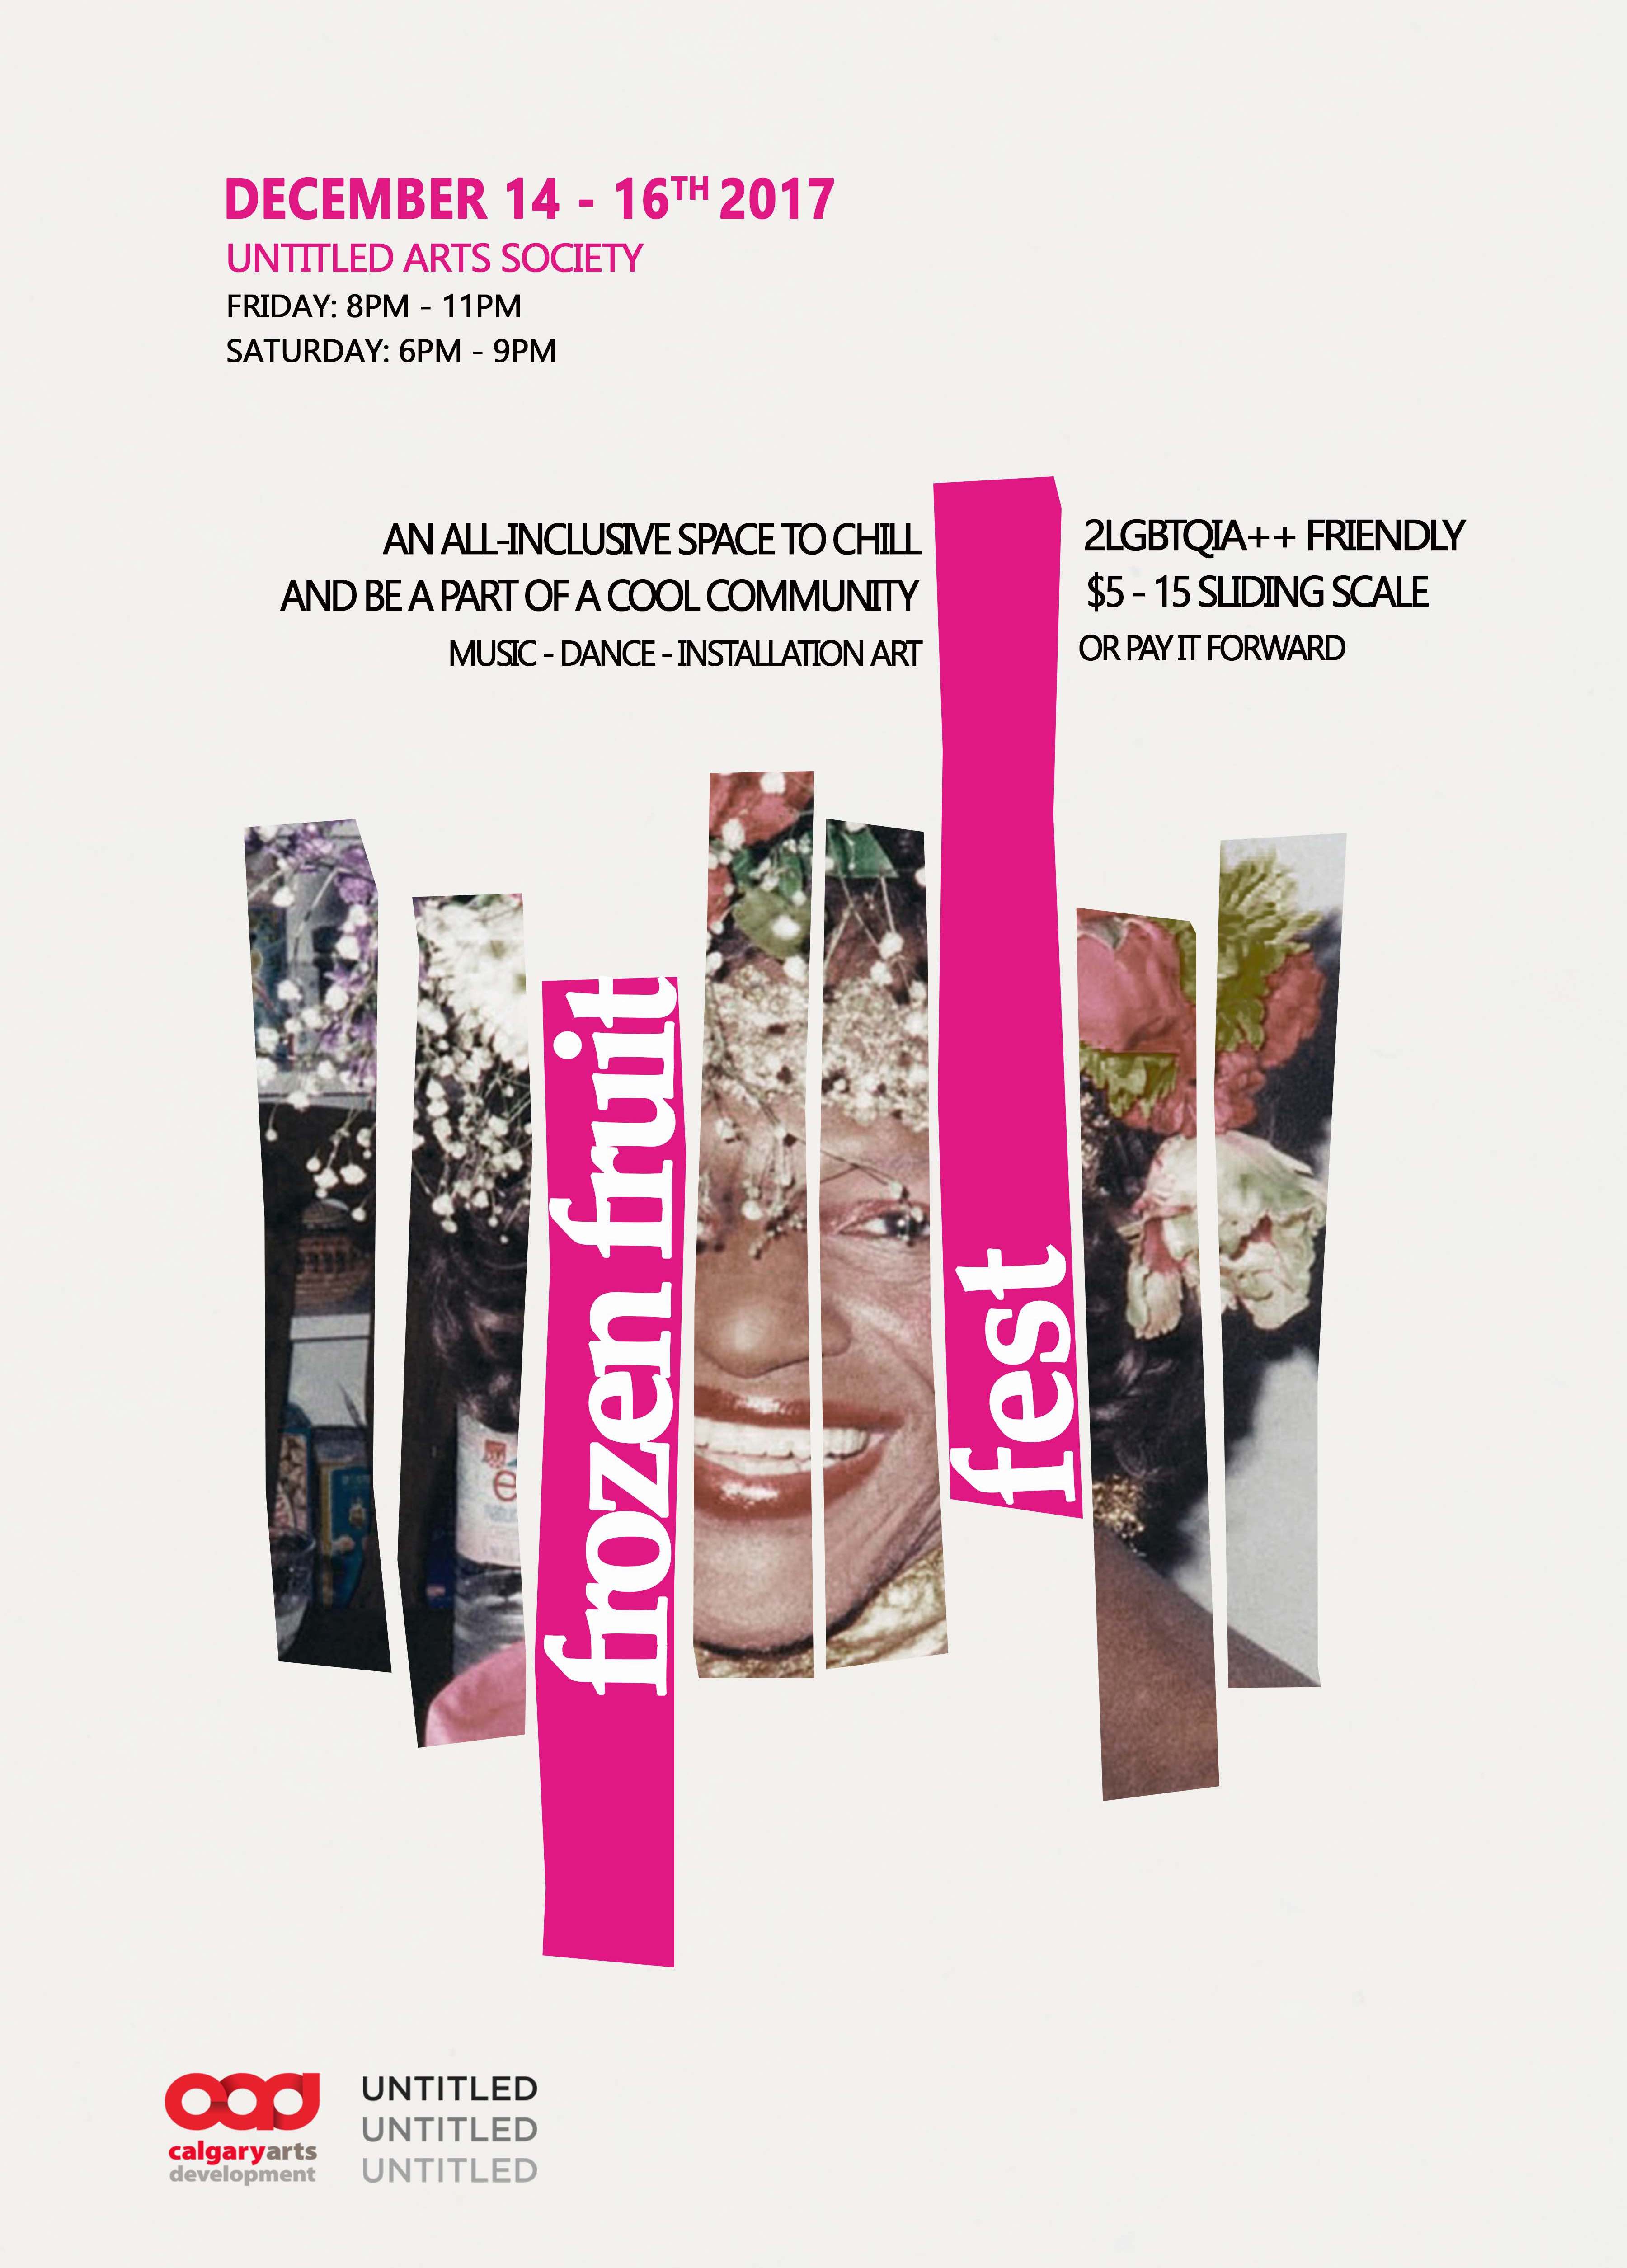 DECEMBER 14 - 16TH 2017
UNTITLED ARTS SOCIETY
FRIDAY: 8PM - 11PM
SATURDAY: 6PM - 9PM
AN ALL-INCLUSIVE SPACE TO CHILL
AND BE A PART OF A COOL COMMUNITY
MUSIC - DANCE - INSTALLATION ART
2LGBTQIA++ FRIENDLY
$5 - 15 SLIDING SCALE
OR PAY IT FORWARD
frozen fruit
fest
cad
calgaryarts
development
UNTITLED
UNTITLED
UNTITLED